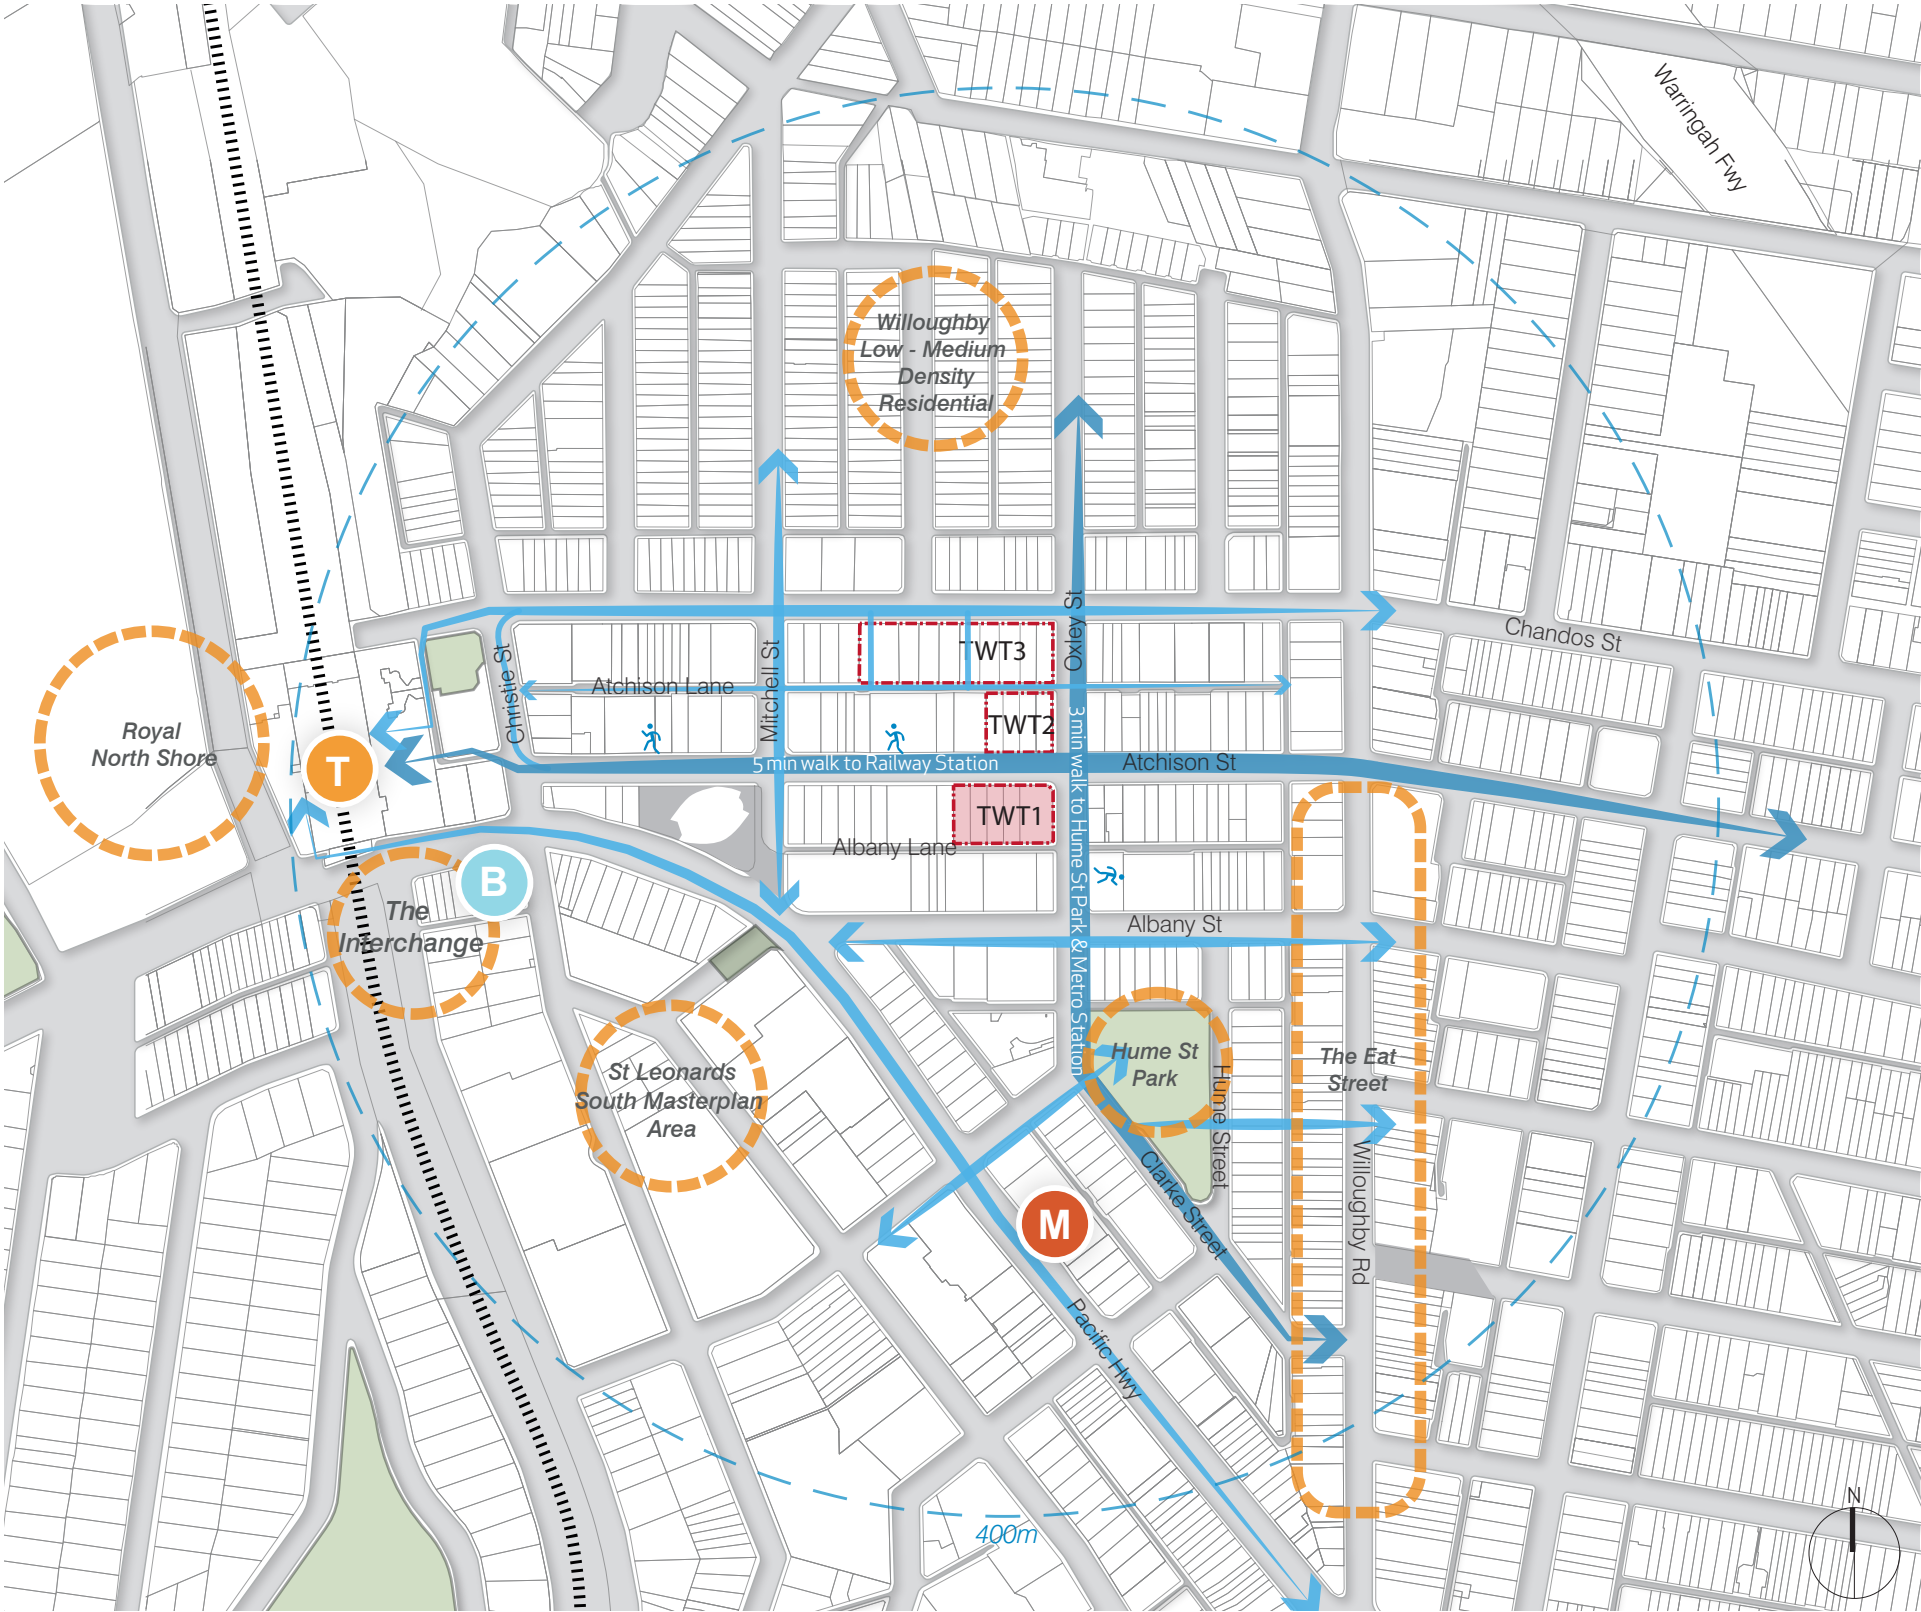 Warringah Fwy
Willoughby
Low - Medium
Density
Residential
Oxley St
Chandos St
Christie St
Mitchell St
TWT3
Atchison Lane
Royal
North Shore
TWT2
T
5 min walk to Railway Station
Atchison St
3 min walk to Hume St Park & Metro Station
TWT1
Albany Lane
B
The
Interchange
Albany St
Hume St
Park
The Eat
Street
St Leonards
South Masterplan
Area
Hume Street
Clarke Street
Willoughby Rd
M
Pacific Hwy
N
400m